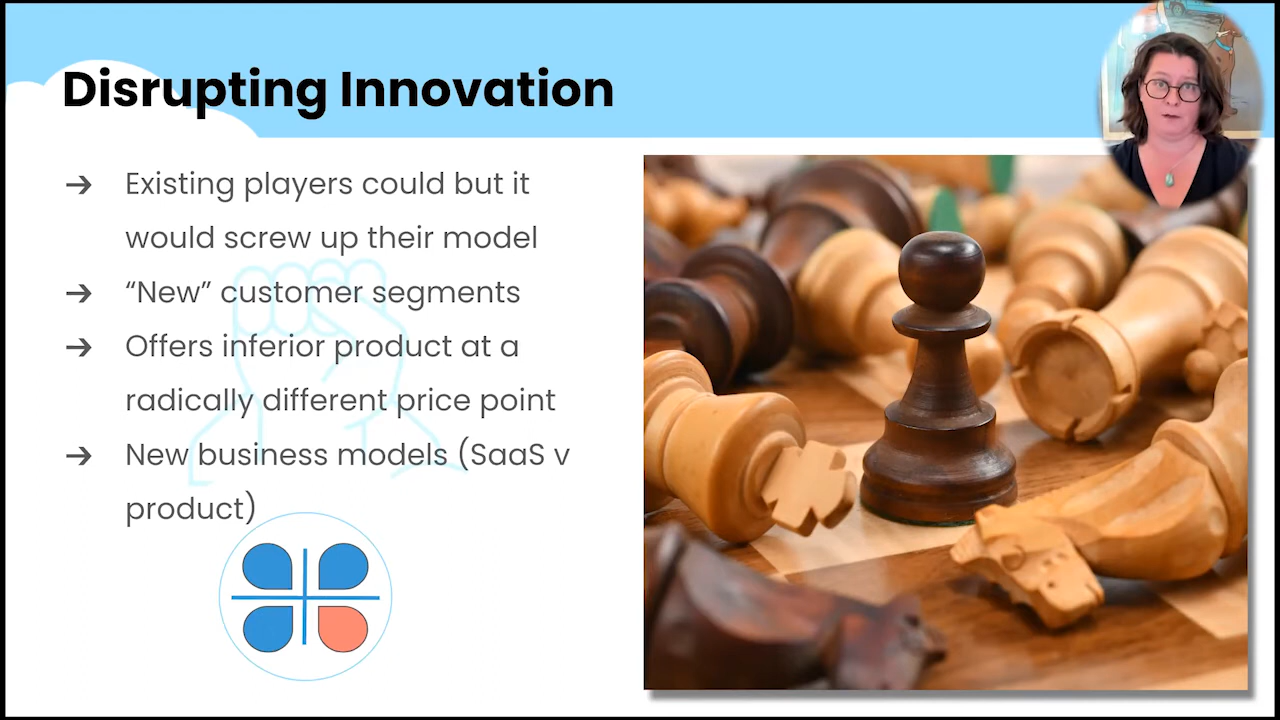 Disrupting Innovation
➔ Existing players could but it
would screw up their model
➔ “New” customer segments
➔ Offers inferior product at a
radically different price point
➔ New business models (SaaS v
product)